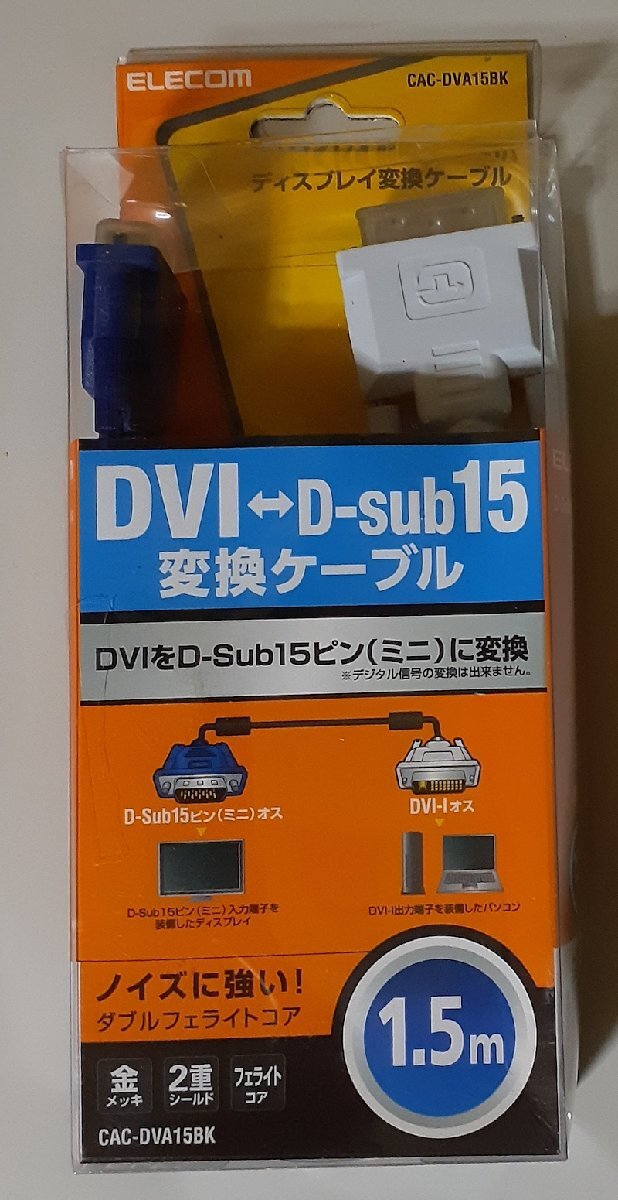 ELECOM
CAC-DVA15BK
ディスプレイ変換ケーブル
DVI↔D-sub15
変換ケーブル
DVIをD-Sub15ピン(ミニ)に変換
※デジタル信号の変換は出来ません。
D-Sub15ピン(ミニ)オス
DVI-Iオス
D-Sub15ピン(ミニ)入力端子を
装備したディスプレイ
DVI-I出力端子を装備したパソコン
ノイズに強い!
ダブルフェライトコア
1.5m
金
メッキ
2重
シールド
フェライト
コア
CAC-DVA15BK